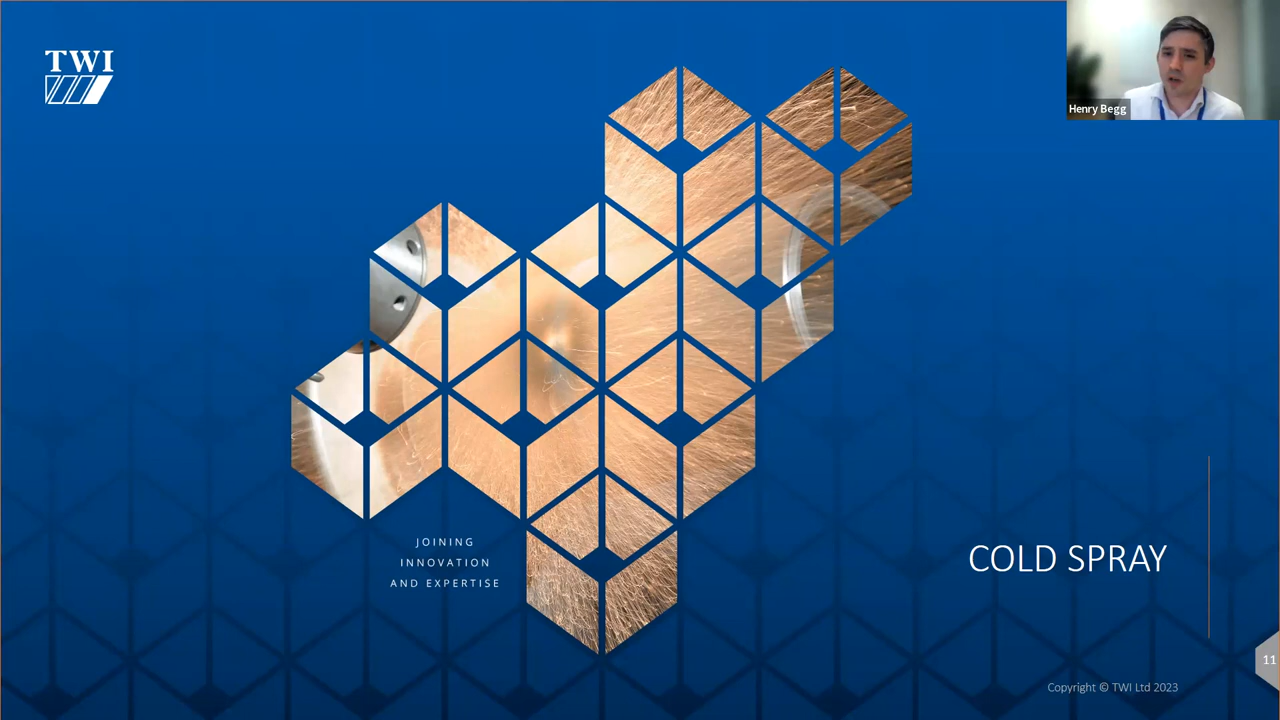 TWI
Henry Begg
JOINING
INNOVATION
AND EXPERTISE
COLD SPRAY
11
Copyright © TWI Ltd 2023